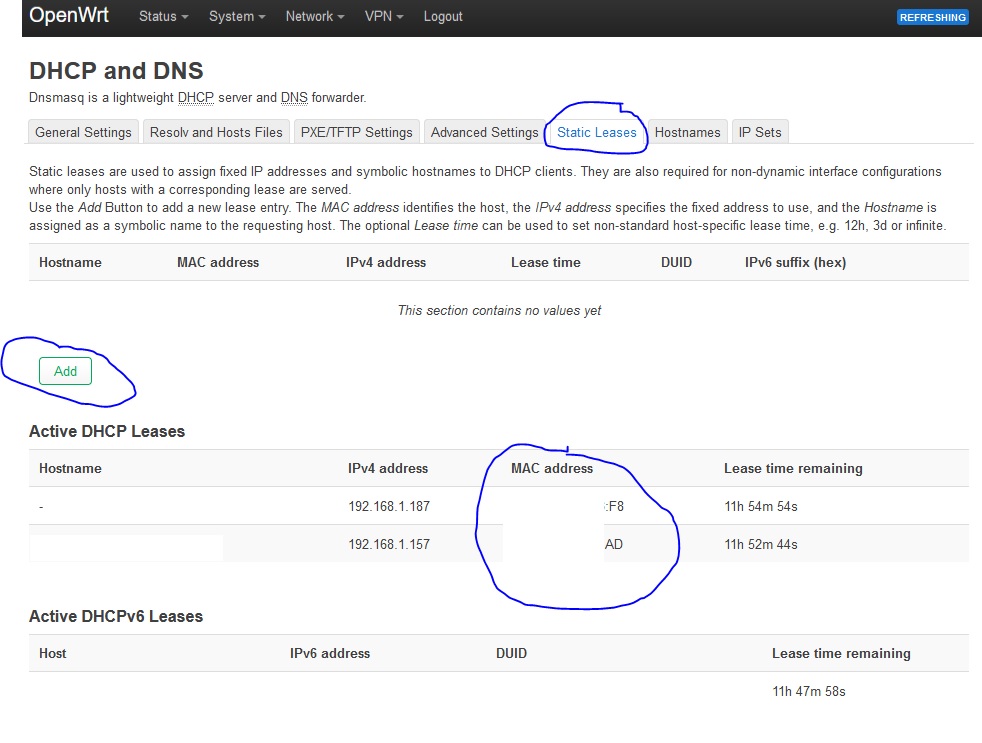 OpenWrt Status System Network VPN Logout REFRESHING
DHCP and DNS
Dnsmasq is a lightweight DHCP server and DNS forwarder.
General Settings Resolv and Hosts Files PXE/TFTP Settings Advanced Settings Static Leases Hostnames IP Sets
Static leases are used to assign fixed IP addresses and symbolic hostnames to DHCP clients. They are also required for non-dynamic interface configurations
where only hosts with a corresponding lease are served.
Use the Add Button to add a new lease entry. The MAC address identifies the host, the IPv4 address specifies the fixed address to use, and the Hostname is
assigned as a symbolic name to the requesting host. The optional Lease time can be used to set non-standard host-specific lease time, e.g. 12h, 3d or infinite.
Hostname MAC address IPv4 address Lease time DUID IPv6 suffix (hex)
This section contains no values yet
Add
Active DHCP Leases
Hostname IPv4 address MAC address Lease time remaining
- 192.168.1.187 :F8 11h 54m 54s
192.168.1.157 AD 11h 52m 44s
Active DHCPv6 Leases
Host IPv6 address DUID Lease time remaining
11h 47m 58s